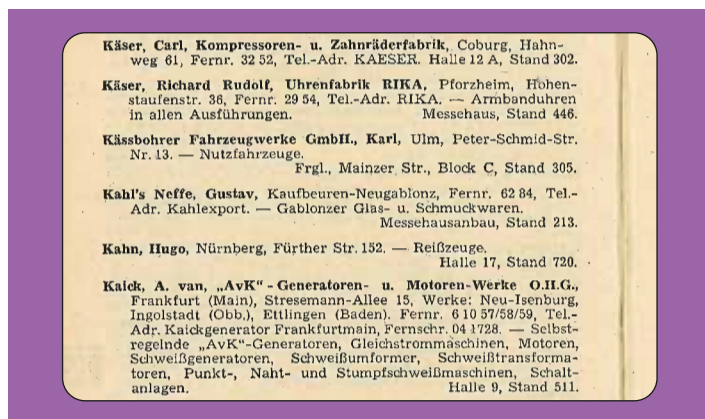 Käser, Carl, Kompressoren- u. Zahnräderfabrik, Coburg, Hahn-
weg 61, Fernr. 32 52, Tel.-Adr. KAESER. Halle 12 A, Stand 302.
Käser, Richard Rudolf, Uhrenfabrik RIKA, Pforzheim, Hohen-
staufenstr. 36, Fernr. 29 54, Tel.-Adr. RIKA. — Armbanduhren
in allen Ausführungen. Messehaus, Stand 446.
Kässbohrer Fahrzeugwerke GmbH., Karl, Ulm, Peter-Schmid-Str.
Nr. 13. — Nutzfahrzeuge.
Frgl., Mainzer Str., Block C, Stand 305.
Kahl's Neffe, Gustav, Kaufbeuren-Neugablonz, Fernr. 62 84, Tel.-
Adr. Kahlexport. — Gablonzer Glas- u. Schmuckwaren.
Messehausanbau, Stand 213.
Kahn, Hugo, Nürnberg, Fürther Str. 152. — Reißzeuge.
Halle 17, Stand 720.
Kaick, A. van, „AvK“-Generatoren- u. Motoren-Werke O.H.G.,
Frankfurt (Main), Stresemann-Allee 15, Werke: Neu-Isenburg,
Ingolstadt (Obb.), Ettlingen (Baden). Fernr. 6 10 57/58/59, Tel.-
Adr. Kaickgenerator Frankfurtmain, Fernschr. 04 1728. — Selbst-
regelnde „AvK“-Generatoren, Gleichstrommaschinen, Motoren,
Schweißgeneratoren, Schweißumformer, Schweißtransforma-
toren, Punkt-, Naht- und Stumpfschweißmaschinen, Schalt-
anlagen. Halle 9, Stand 511.